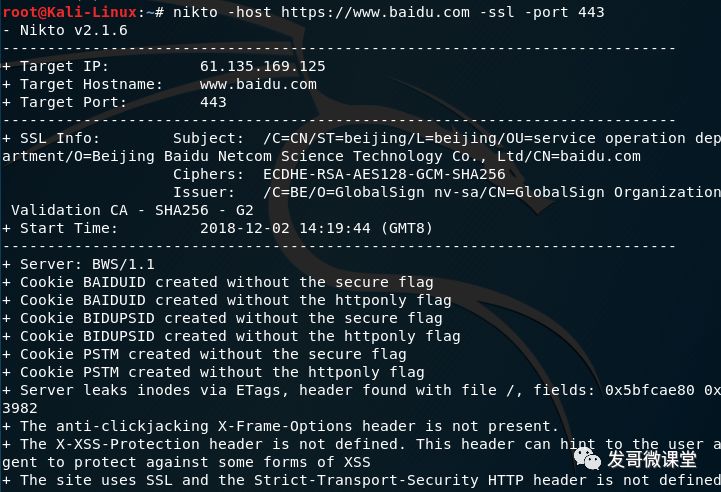 root@Kali-Linux:~# nikto -host https://www.baidu.com -ssl -port 443
- Nikto v2.1.6
---------------------------------------------------------------------------
+ Target IP:          61.135.169.125
+ Target Hostname:    www.baidu.com
+ Target Port:        443
---------------------------------------------------------------------------
+ SSL Info:        Subject:  /C=CN/ST=beijing/L=beijing/OU=service operation dep
artment/O=Beijing Baidu Netcom Science Technology Co., Ltd/CN=baidu.com
                   Ciphers:  ECDHE-RSA-AES128-GCM-SHA256
                   Issuer:   /C=BE/O=GlobalSign nv-sa/CN=GlobalSign Organization
 Validation CA - SHA256 - G2
+ Start Time:         2018-12-02 14:19:44 (GMT8)
---------------------------------------------------------------------------
+ Server: BWS/1.1
+ Cookie BAIDUID created without the secure flag
+ Cookie BAIDUID created without the httponly flag
+ Cookie BIDUPSID created without the secure flag
+ Cookie BIDUPSID created without the httponly flag
+ Cookie PSTM created without the secure flag
+ Cookie PSTM created without the httponly flag
+ Server leaks inodes via ETags, header found with file /, fields: 0x5bfcae80 0x
3982
+ The anti-clickjacking X-Frame-Options header is not present.
+ The X-XSS-Protection header is not defined. This header can hint to the user a
gent to protect against some forms of XSS
+ The site uses SSL and the Strict-Transport-Security HTTP header is not defined
发哥微课堂